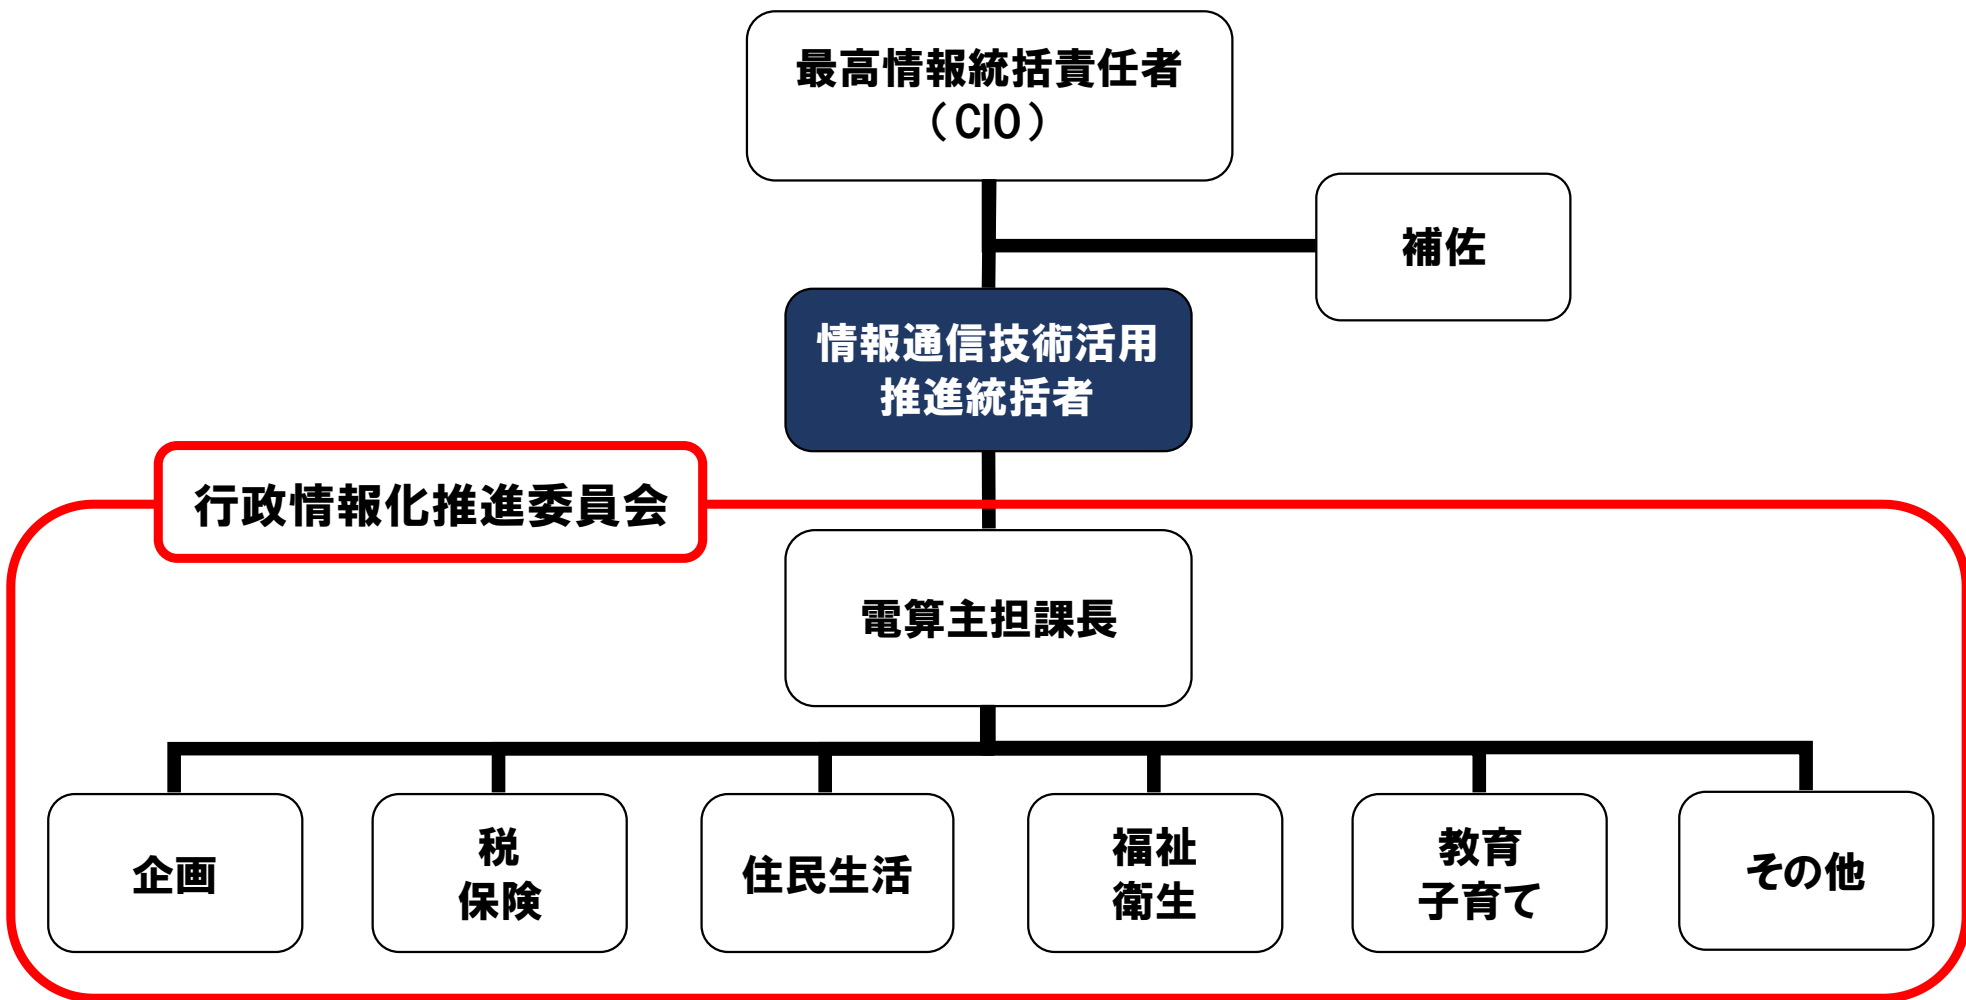 最高情報統括責任者
（CIO）
補佐
情報通信技術活用
推進統括者
行政情報化推進委員会
電算主担課長
企画
税
保険
住民生活
福祉
衛生
教育
子育て
その他